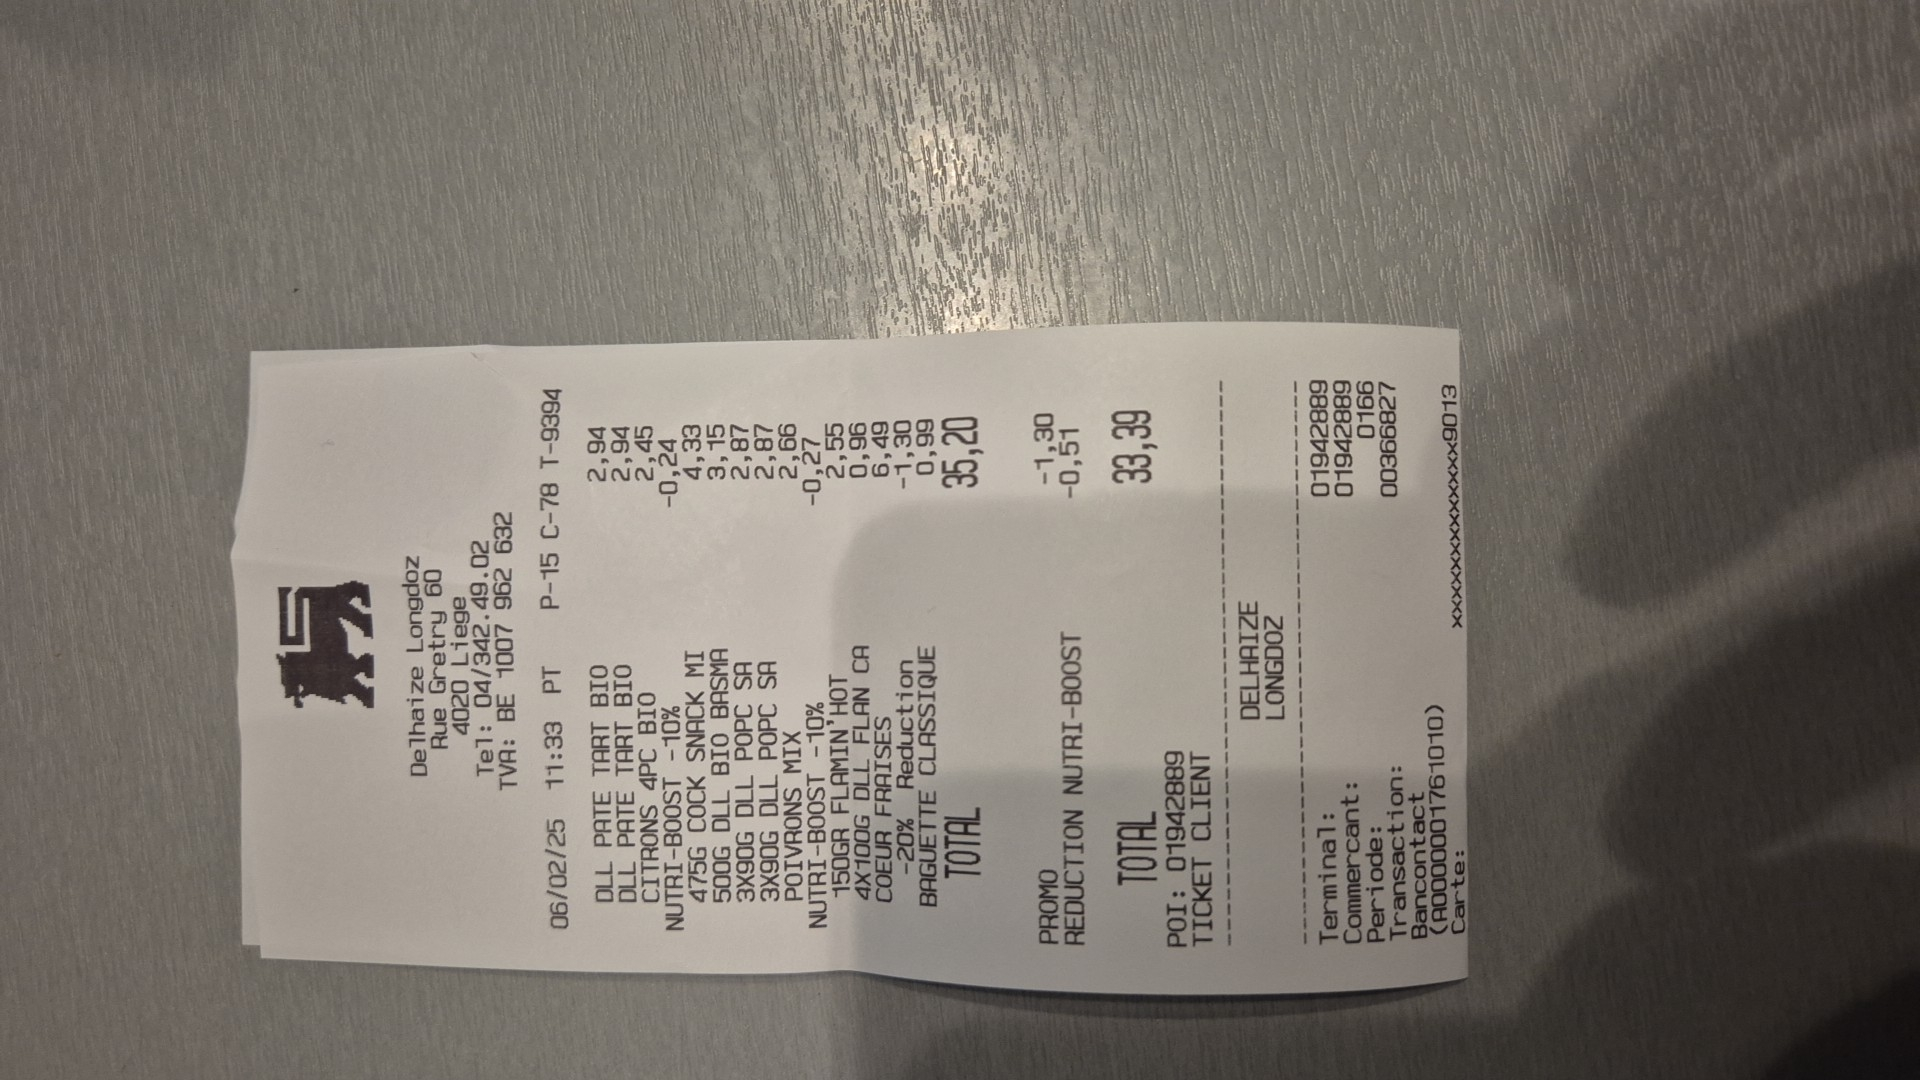 Delhaize Longdoz
Rue Gretry 60
4020 Liege
Tel: 04/342.49.02
TVA: BE 1007 962 632
06/02/25 11:33 PT P-15 C-78 T-9394
DLL PATE TART BIO 2,94
DLL PATE TART BIO 2,94
CITRONS 4PC BIO 2,45
NUTRI-BOOST -10% -0,24
475G COCK SNACK MI 4,33
500G DLL BIO BASMA 3,15
3X90G DLL POPC SA 2,87
3X90G DLL POPC SA 2,87
POIVRONS MIX 2,66
NUTRI-BOOST -10% -0,27
150GR FLAMIN'HOT 2,55
4X100G DLL FLAN CA 0,96
COEUR FRAISES 6,49
-20% Reduction -1,30
BAGUETTE CLASSIQUE 0,99
TOTAL 35,20
PROMO -1,30
REDUCTION NUTRI-BOOST -0,51
TOTAL 33,39
POI: 01942889
TICKET CLIENT
DELHAIZE
LONGDOZ
Terminal: 01942889
Commercant: 01942889
Periode: 0166
Transaction: 00366827
Bancontact
(A0000001761010)
Carte: xxxxxxxxxxxxxxx9013